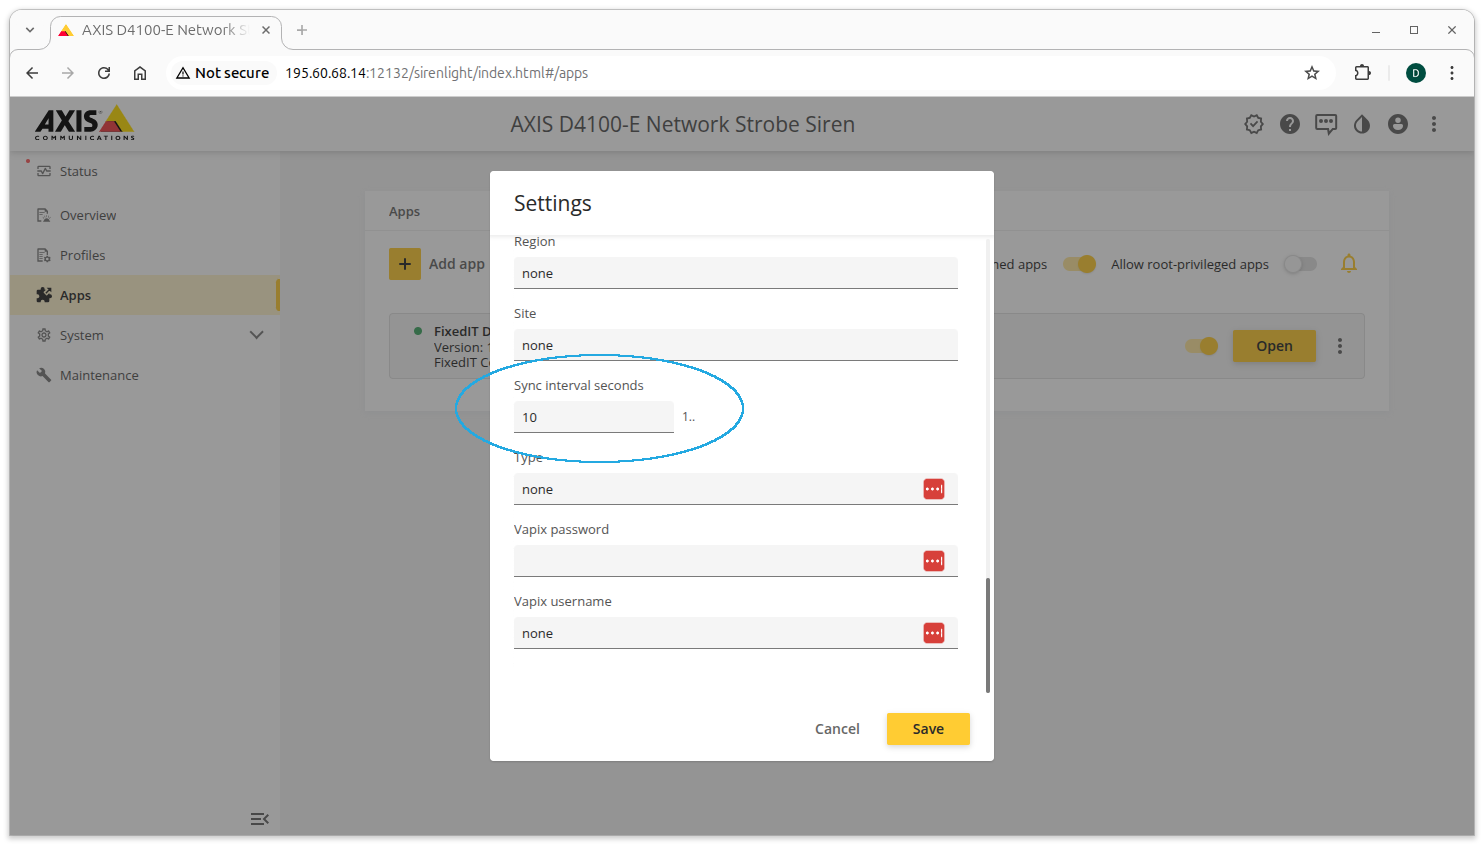 AXIS D4100-E Network S
Not secure
195.60.68.14:12132/sirenlight/index.html#/apps
D
AXIS
COMMUNICATIONS
AXIS D4100-E Network Strobe Siren
Status
Overview
Profiles
Apps
System
Maintenance
Apps
Add app
ned apps
Allow root-privileged apps
FixedIT D
Version: 1
FixedIT C
Open
Settings
Region
none
Site
none
Sync interval seconds
10
1..
Type
none
Vapix password
Vapix username
none
Cancel
Save